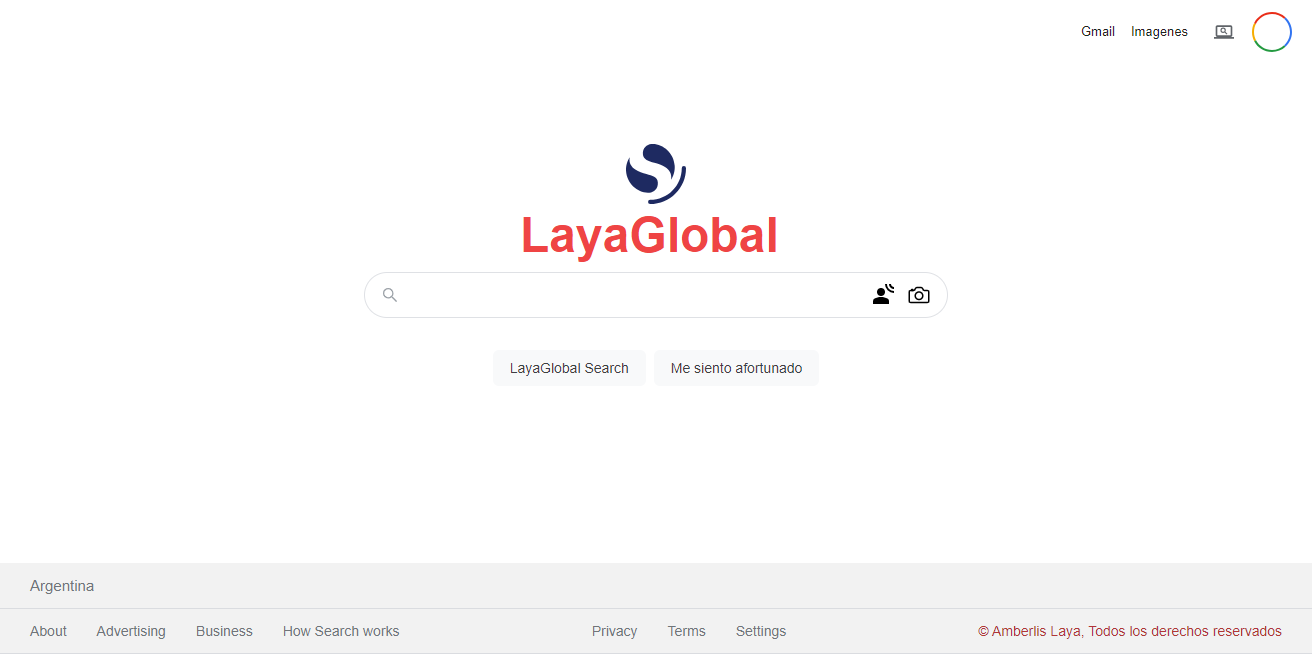 Gmail Imagenes
LayaGlobal
LayaGlobal Search Me siento afortunado
Argentina
About Advertising Business How Search works Privacy Terms Settings © Amberlis Laya, Todos los derechos reservados